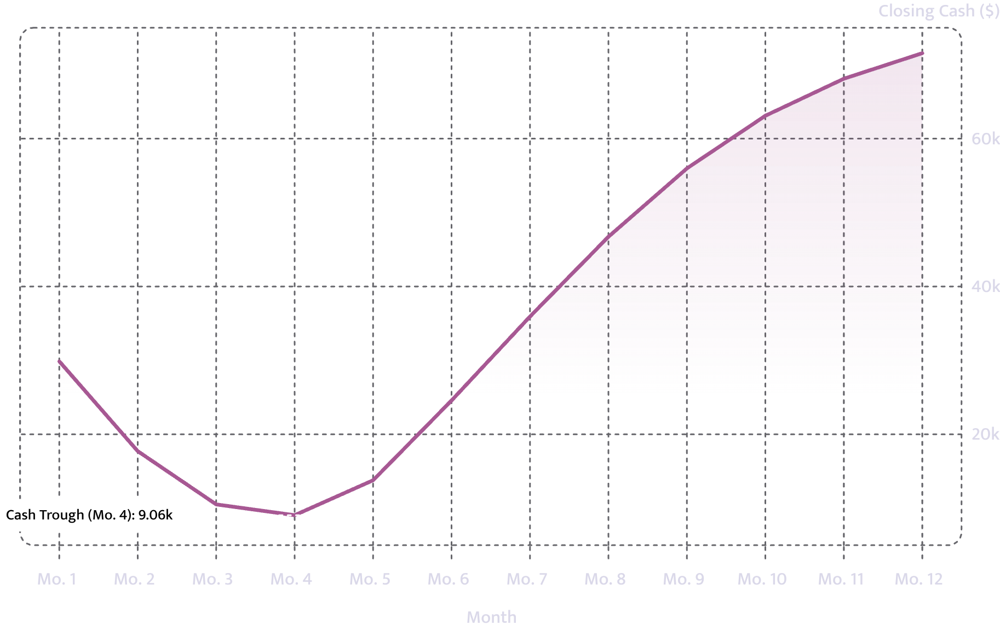 Closing Cash ($)
60k
40k
20k
Cash Trough (Mo. 4): 9.06k
Mo. 1 Mo. 2 Mo. 3 Mo. 4 Mo. 5 Mo. 6 Mo. 7 Mo. 8 Mo. 9 Mo. 10 Mo. 11 Mo. 12
Month